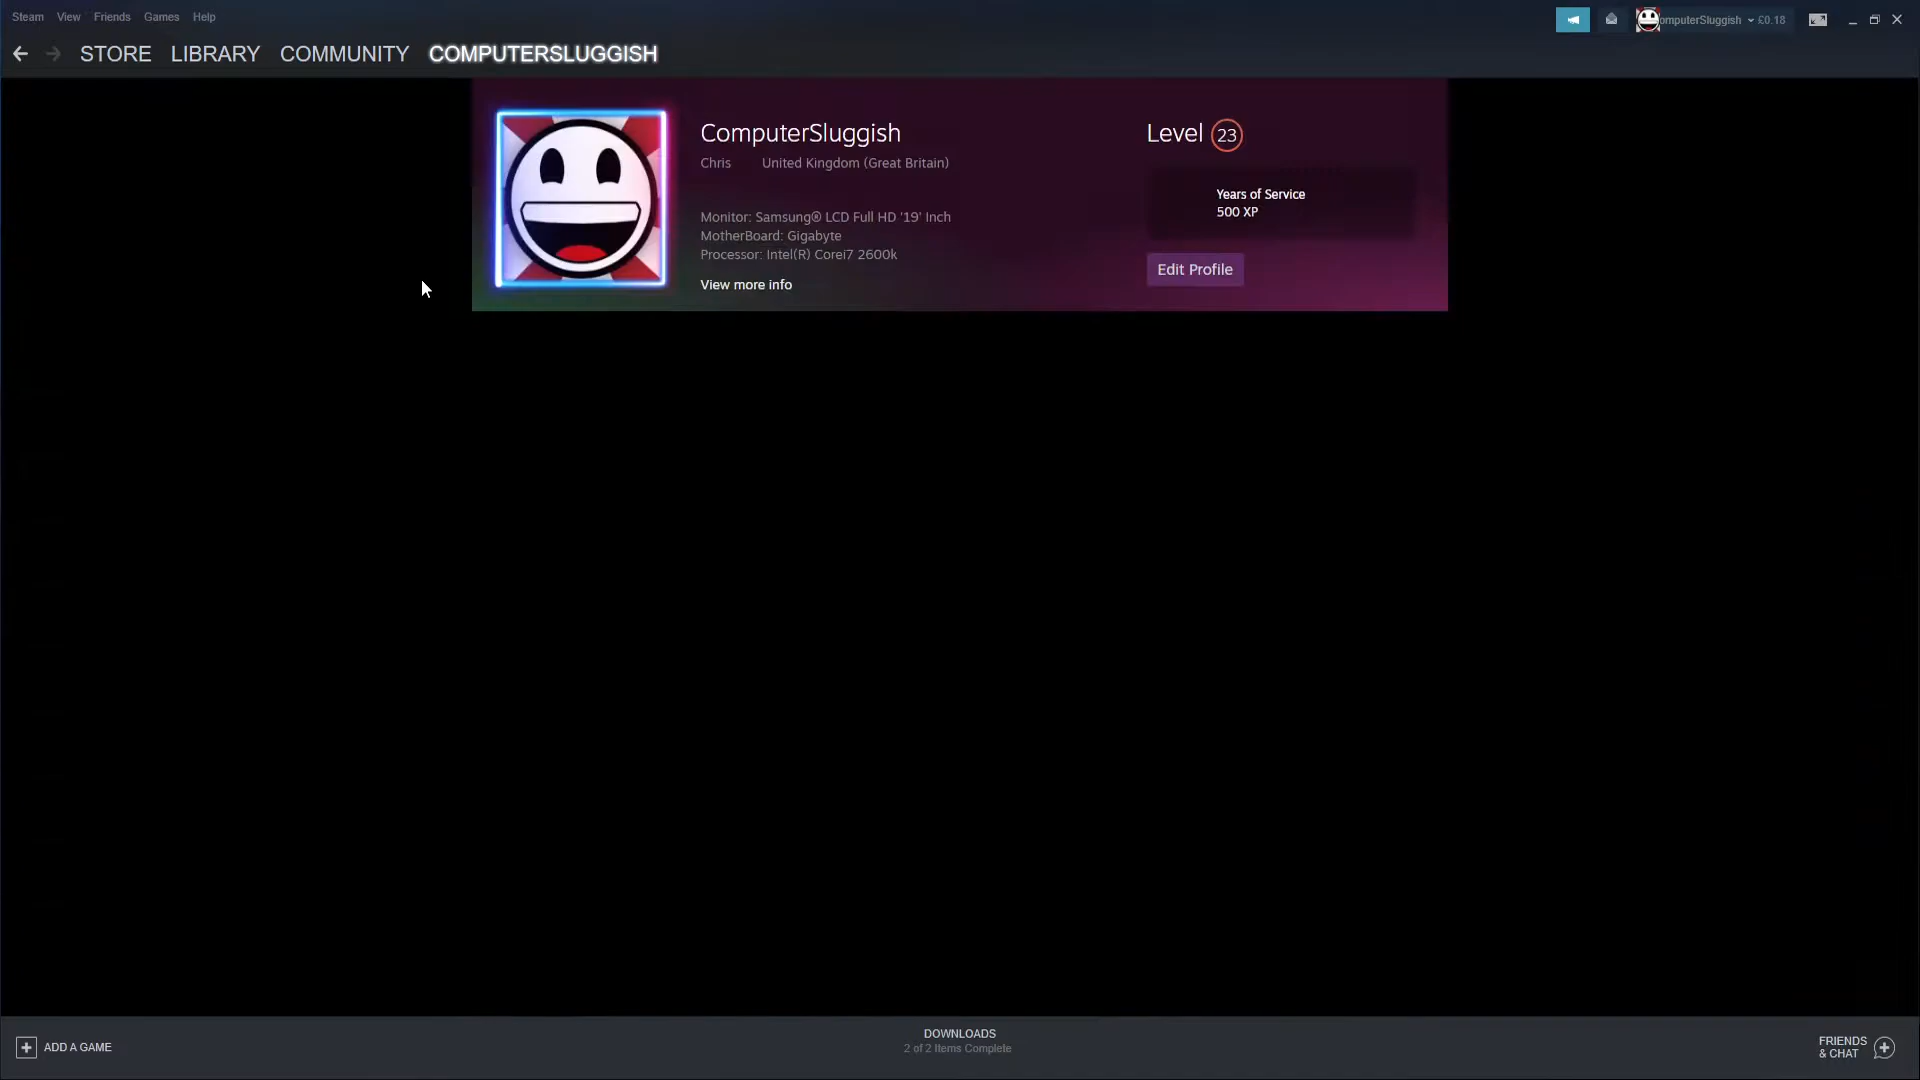 Steam View Friends Games Help
omputerSluggish £0.18
STORE LIBRARY COMMUNITY COMPUTERSLUGGISH
ComputerSluggish
Chris United Kingdom (Great Britain)
Monitor: Samsung® LCD Full HD '19' Inch
MotherBoard: Gigabyte
Processor: Intel(R) Corei7 2600k
View more info
Level 23
Years of Service
500 XP
Edit Profile
ADD A GAME
DOWNLOADS
2 of 2 Items Complete
FRIENDS
& CHAT